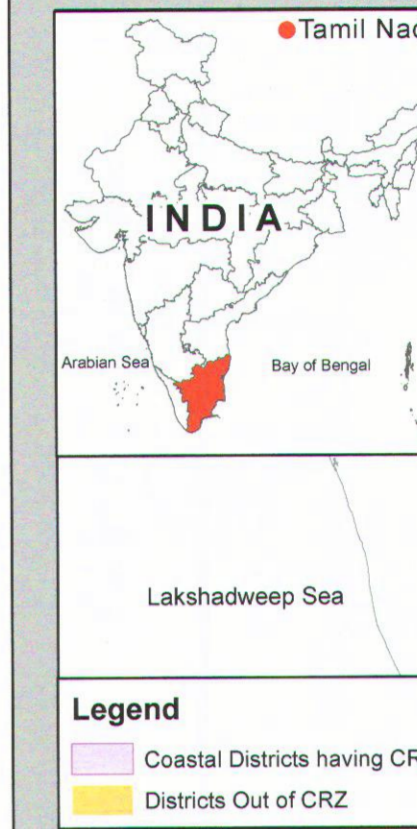 Tamil Nad
INDIA
Arabian Sea
Bay of Bengal
Lakshadweep Sea
Legend
Coastal Districts having CR
Districts Out of CRZ